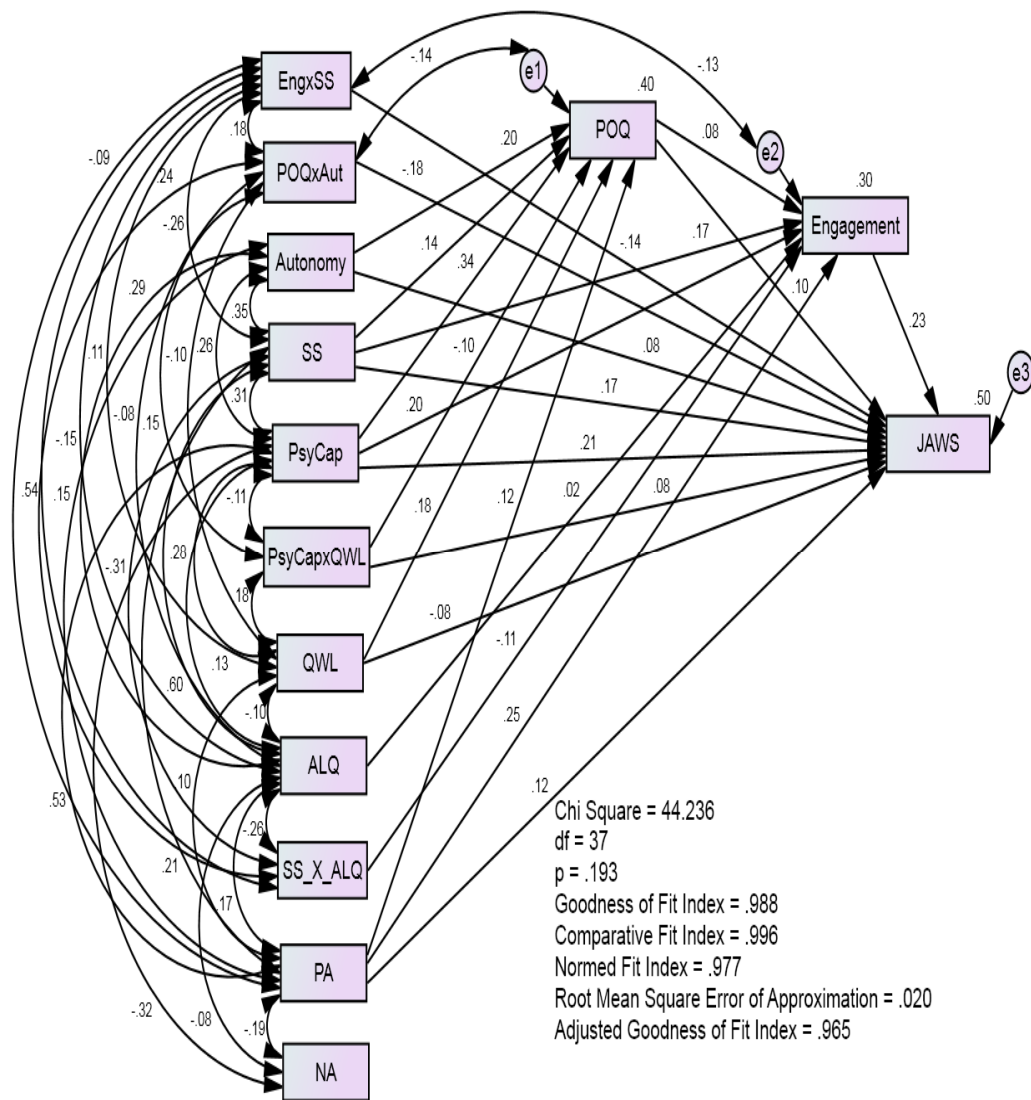 -.14
-.13
e1
EngxSS
.40
POQ
.08
e2
.20
.18
-.09
.24
POQxAut
-.18
.30
Engagement
-.26
.14
.17
.34
Autonomy
-.14
.10
.29
.35
.23
.11
-.10
.26
SS
-.10
.08
e3
-.08
.15
.31
.20
.17
.50
JAWS
-.15
PsyCap
.21
.54
.15
-.11
.18
.12
.02
.08
-.31
.28
PsyCapxQWL
.18
-.08
-.11
QWL
.13
.60
-.10
.25
ALQ
.10
.12
.53
-.26
Chi Square = 44.236
df = 37
.21
SS_X_ALQ
p = .193
.17
Goodness of Fit Index = .988
Comparative Fit Index = .996
PA
Normed Fit Index = .977
Root Mean Square Error of Approximation = .020
-.32
-.08
-.19
Adjusted Goodness of Fit Index = .965
NA